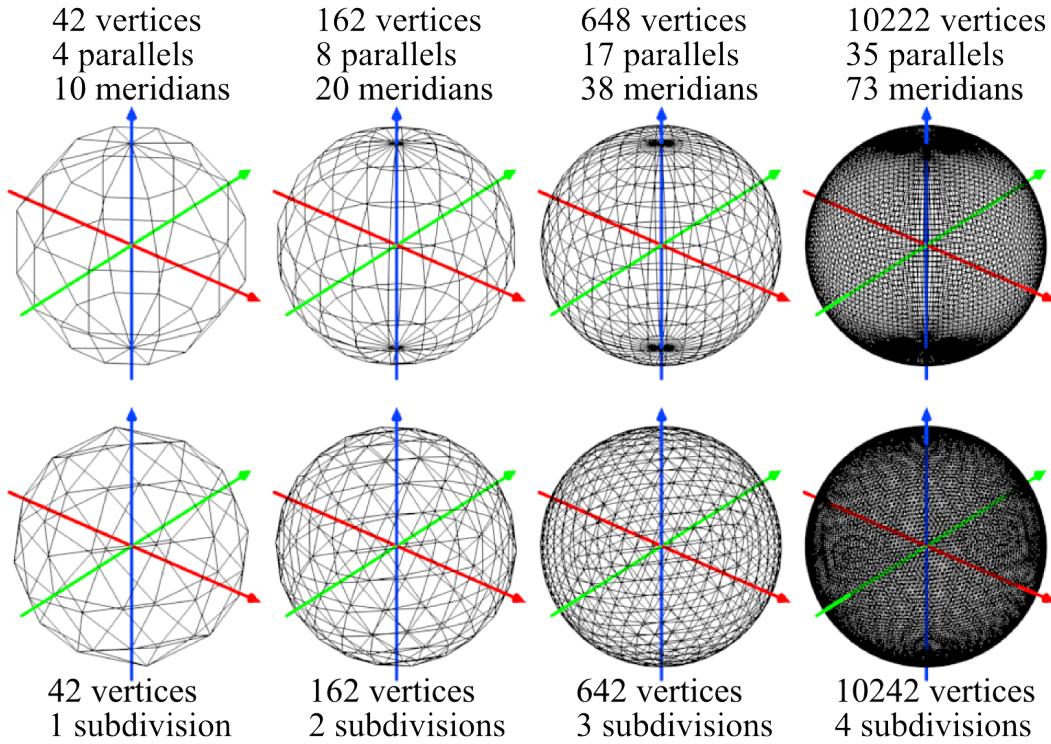 42 vertices
4 parallels
10 meridians
162 vertices
8 parallels
20 meridians
648 vertices
17 parallels
38 meridians
10222 vertices
35 parallels
73 meridians
42 vertices
1 subdivision
162 vertices
2 subdivisions
642 vertices
3 subdivisions
10242 vertices
4 subdivisions